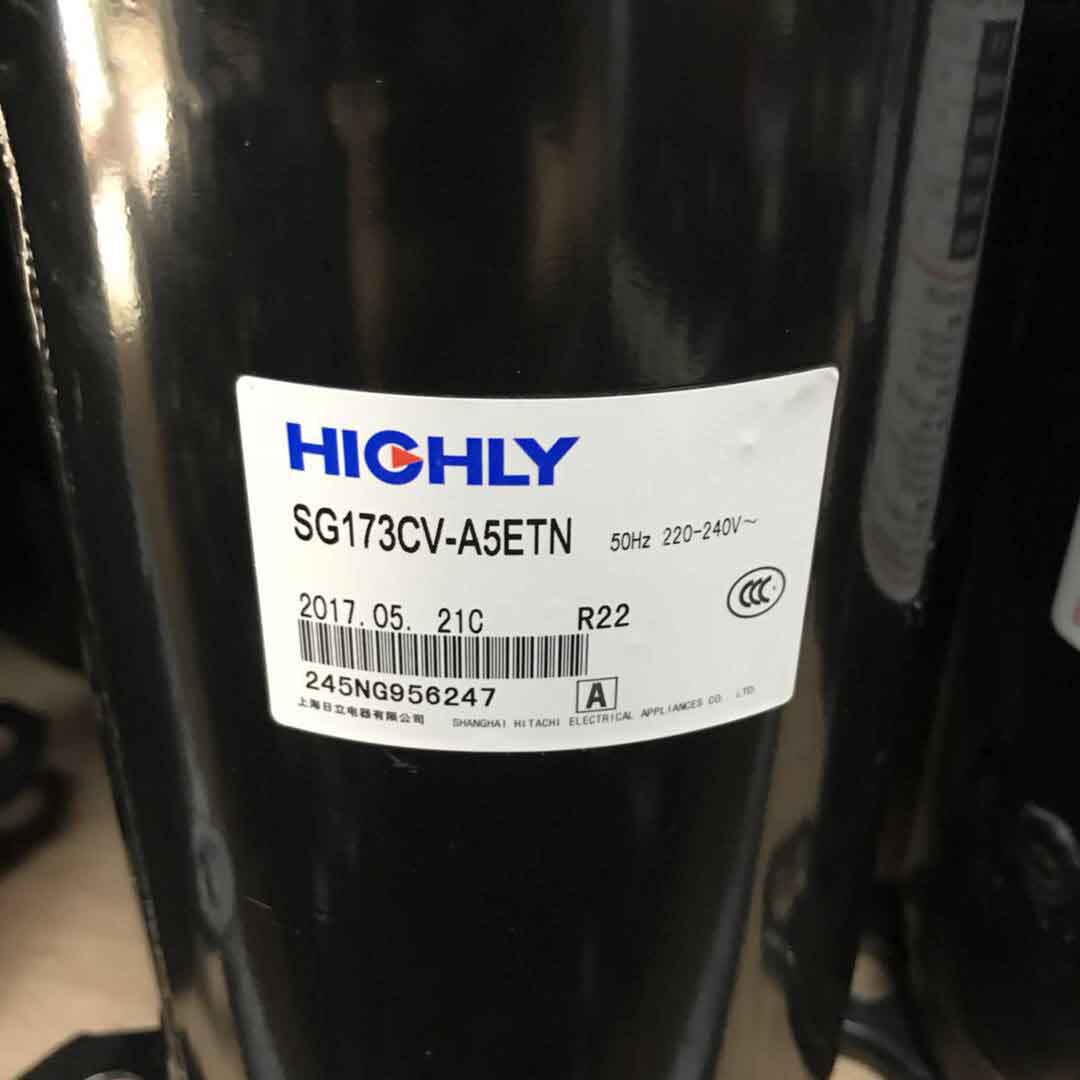 HIGHLY
SG173CV-A5ETN 50Hz 220-240V~
CCC
2017.05. 21C R22
245NG956247 A
上海日立电器有限公司 SHANGHAI HITACHI ELECTRICAL APPLIANCES CO., LTD.